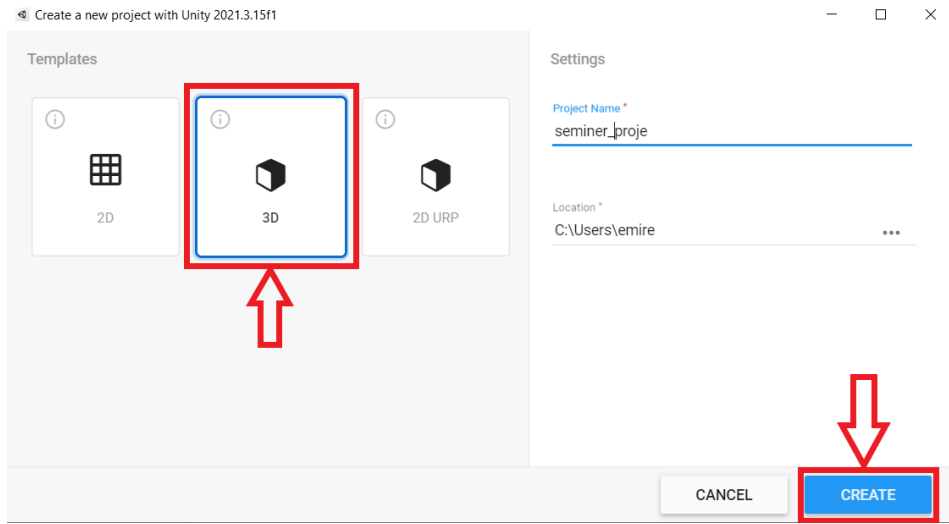 Create a new project with Unity 2021.3.15f1
Templates
2D
3D
2D URP
Settings
Project Name *
seminer_proje
Location *
C:\Users\emire
...
CANCEL
CREATE